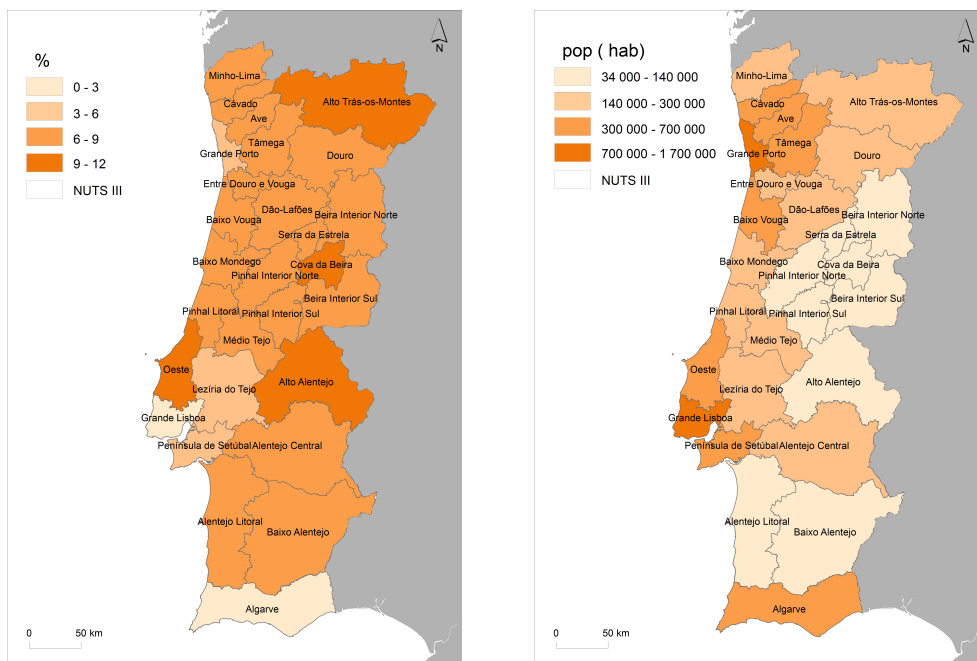 %
0 - 3
3 - 6
6 - 9
9 - 12
NUTS III
N
Minho-Lima
Alto Trás-os-Montes
Cávado
Ave
Tâmega
Grande Porto
Douro
Entre Douro e Vouga
Dão-Lafões
Baixo Vouga
Beira Interior Norte
Serra da Estrela
Baixo Mondego
Cova da Beira
Pinhal Interior Norte
Beira Interior Sul
Pinhal Litoral
Pinhal Interior Sul
Médio Tejo
Oeste
Alto Alentejo
Lezíria do Tejo
Grande Lisboa
Península de Setúbal
Alentejo Central
Alentejo Litoral
Baixo Alentejo
Algarve
0 50 km
pop ( hab)
34 000 - 140 000
140 000 - 300 000
300 000 - 700 000
700 000 - 1 700 000
NUTS III
N
Minho-Lima
Alto Trás-os-Montes
Cávado
Ave
Tâmega
Grande Porto
Douro
Entre Douro e Vouga
Dão-Lafões
Baixo Vouga
Beira Interior Norte
Serra da Estrela
Baixo Mondego
Cova da Beira
Pinhal Interior Norte
Beira Interior Sul
Pinhal Litoral
Pinhal Interior Sul
Médio Tejo
Oeste
Alto Alentejo
Lezíria do Tejo
Grande Lisboa
Península de Setúbal
Alentejo Central
Alentejo Litoral
Baixo Alentejo
Algarve
0 50 km